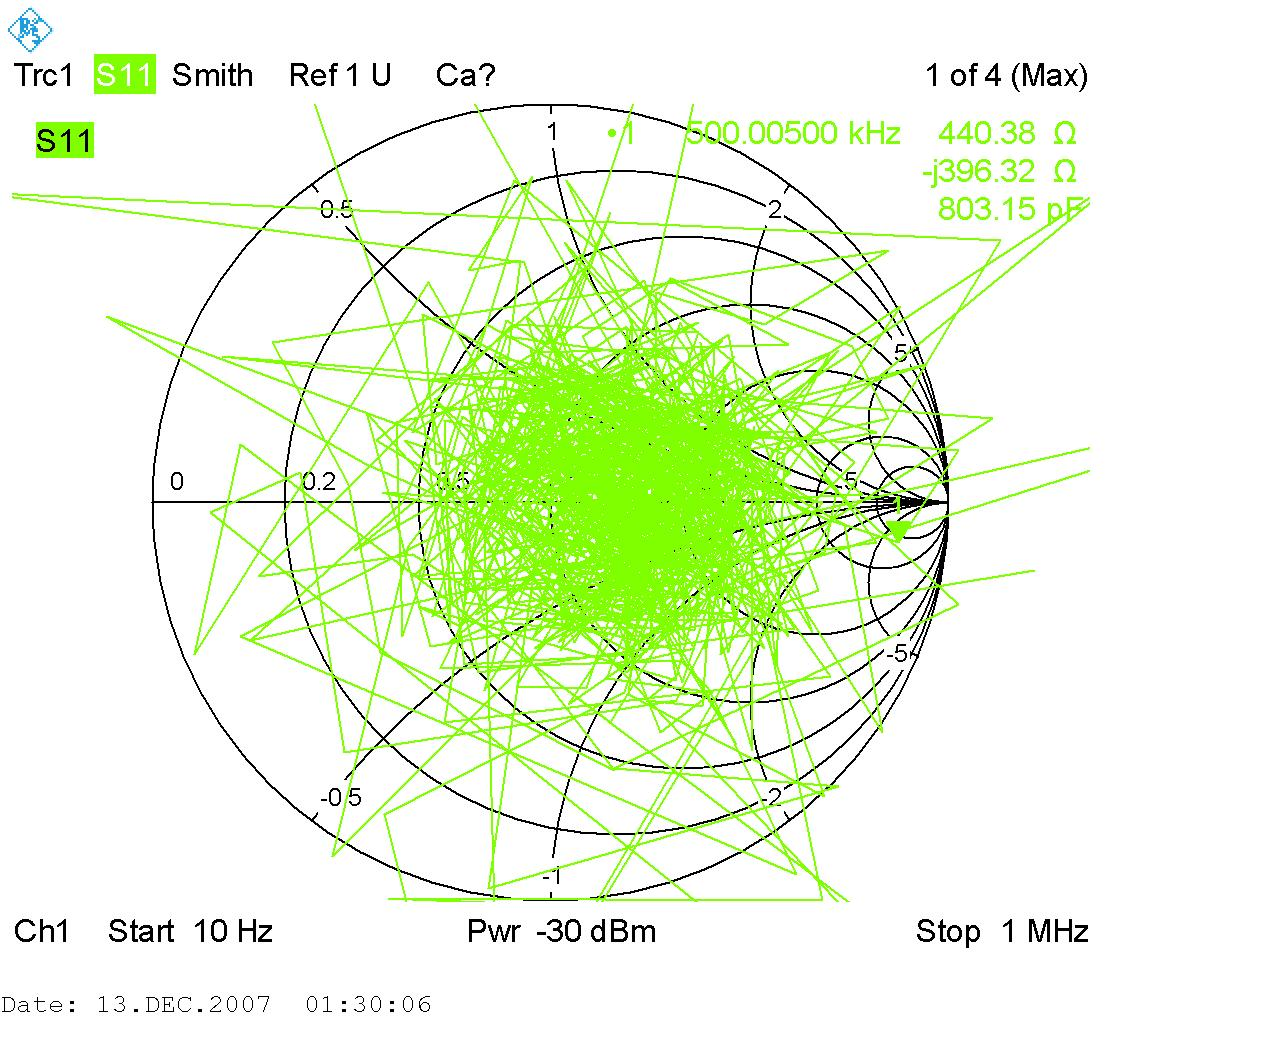 Trc1 S11 Smith Ref 1 U Ca? 1 of 4 (Max)
S11
•1 500.00500 kHz 440.38 Ω
-j396.32 Ω
803.15 pF
1
0.5
2
5
0 0.2 0.5 5
1
-5
-0.5
-2
-1
Ch1 Start 10 Hz Pwr -30 dBm Stop 1 MHz
Date: 13.DEC.2007 01:30:06